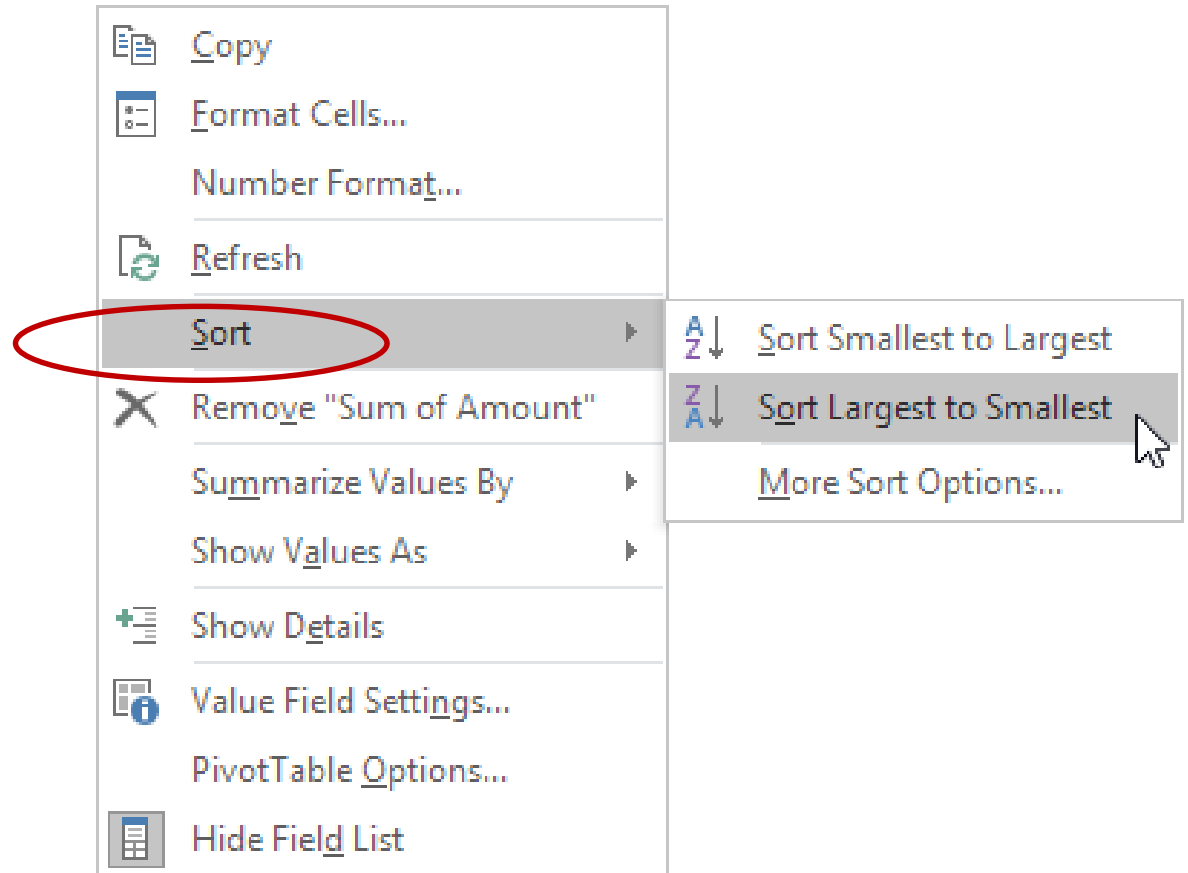 Copy
Format Cells...
Number Format...
Refresh
Sort
Remove "Sum of Amount"
Summarize Values By
Show Values As
Show Details
Value Field Settings...
PivotTable Options...
Hide Field List
Sort Smallest to Largest
Sort Largest to Smallest
More Sort Options...